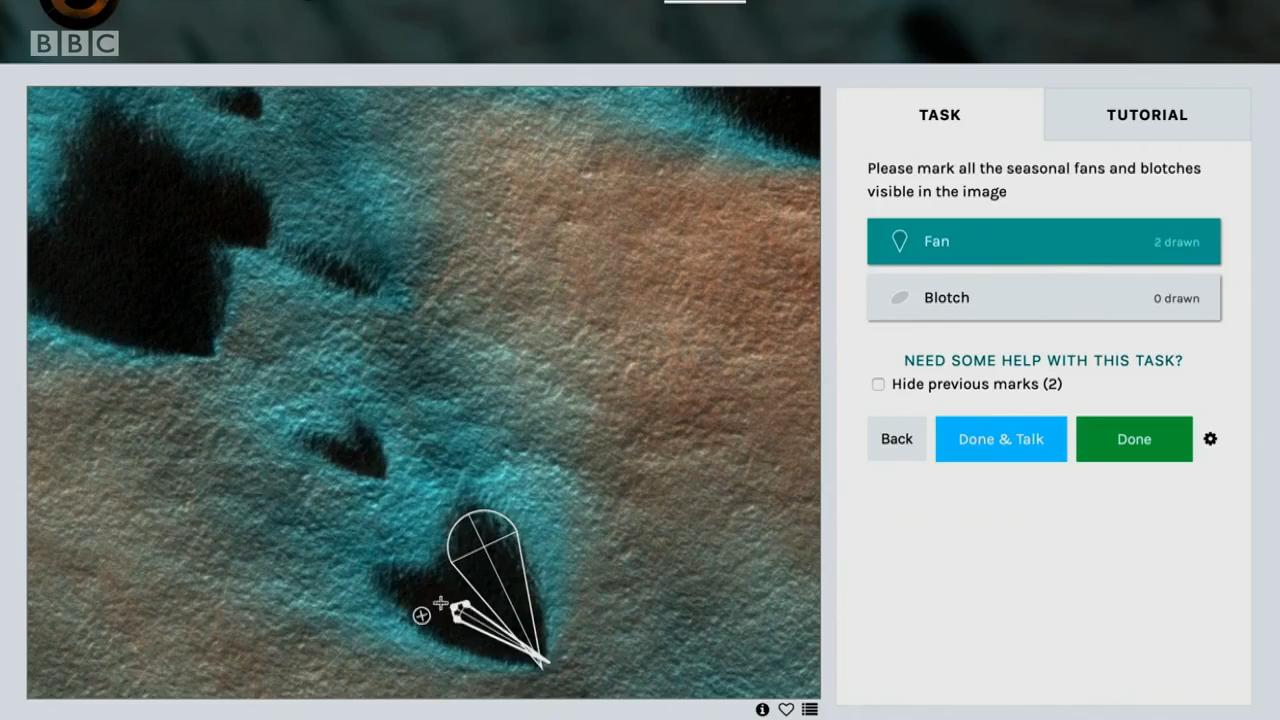 BBC
TASK
TUTORIAL
Please mark all the seasonal fans and blotches
visible in the image
Fan
2 drawn
Blotch
0 drawn
NEED SOME HELP WITH THIS TASK?
Hide previous marks (2)
Back
Done & Talk
Done